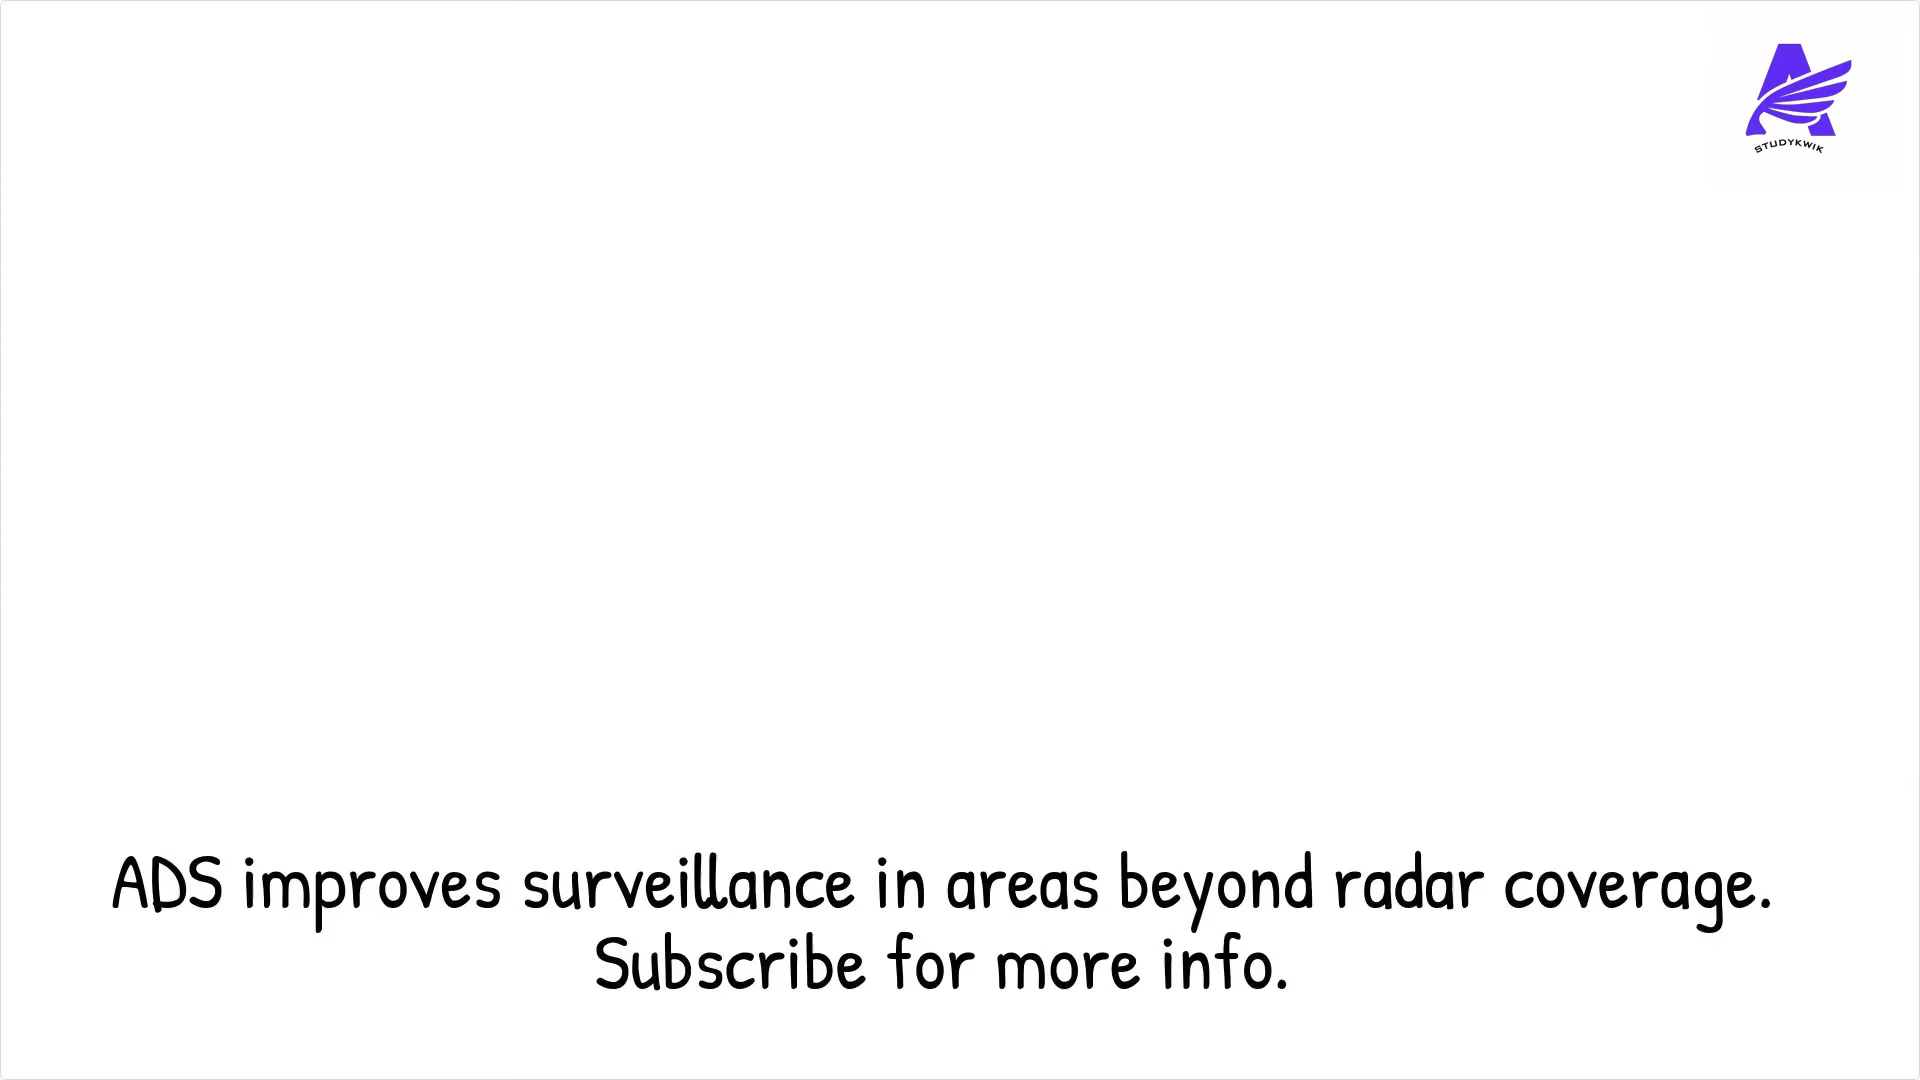 STUDYKWIK
ADS improves surveillance in areas beyond radar coverage.
Subscribe for more info.